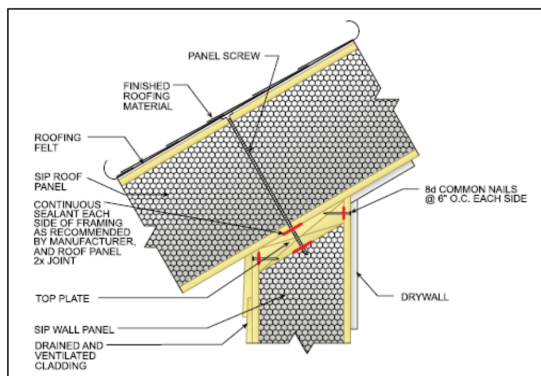 PANEL SCREW
FINISHED
ROOFING
MATERIAL
ROOFING
FELT
SIP ROOF
PANEL
CONTINUOUS
SEALANT EACH
SIDE OF FRAMING
AS RECOMMENDED
BY MANUFACTURER,
AND ROOF PANEL
2x JOINT
8d COMMON NAILS
@ 6" O.C. EACH SIDE
TOP PLATE
DRYWALL
SIP WALL PANEL
DRAINED AND
VENTILATED
CLADDING